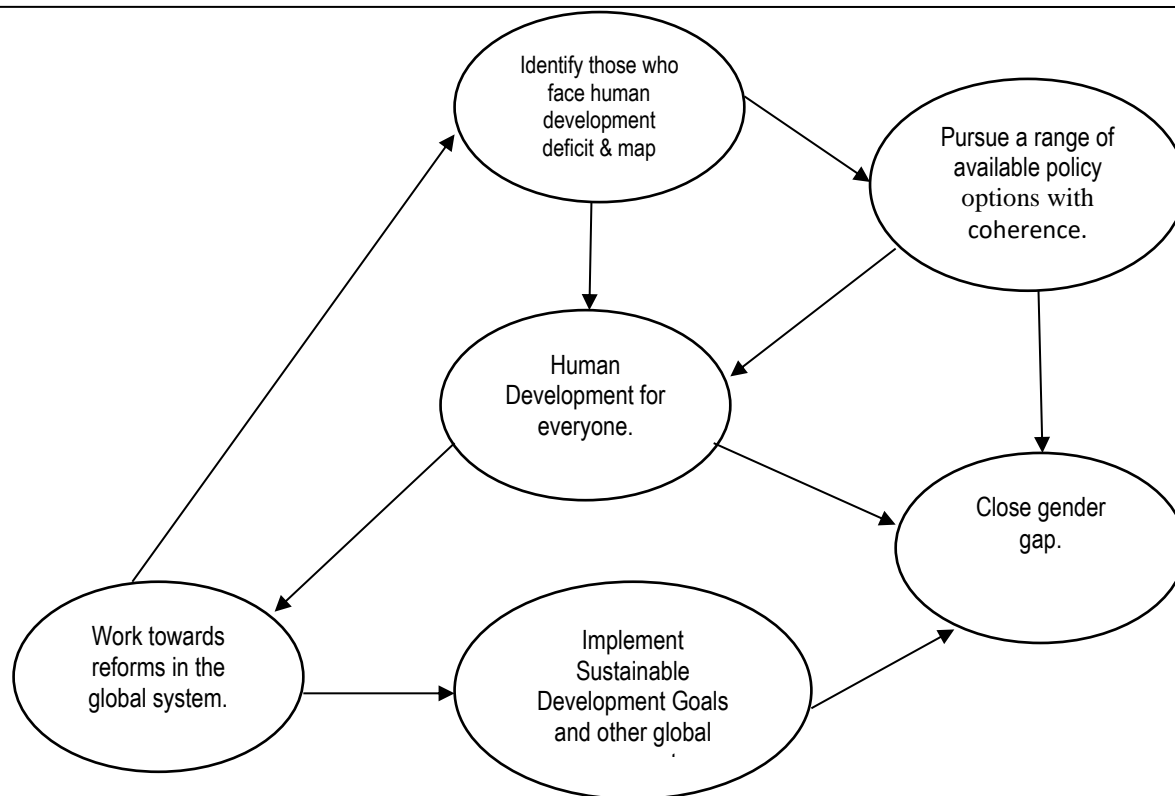 Identify those who
face human
development
deficit & map
Pursue a range of
available policy
options with
coherence.
Human
Development for
everyone.
Close gender
gap.
Work towards
reforms in the
global system.
Implement
Sustainable
Development Goals
and other global